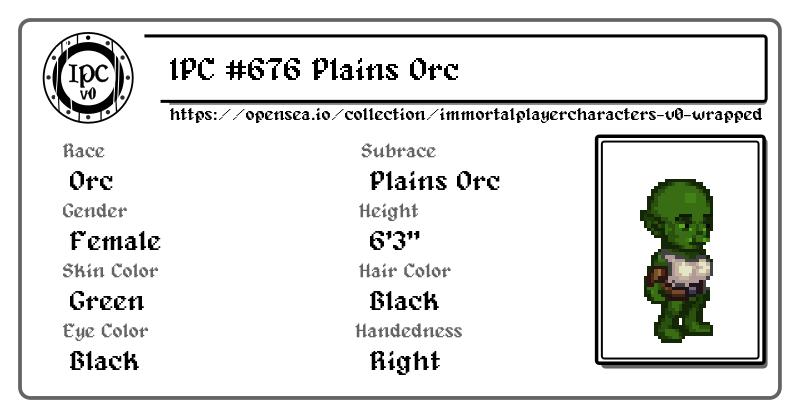 IPC
v0
IPC #676 Plains Orc
https://opensea.io/collection/immortalplayercharacters-v0-wrapped
Race
Orc
Subrace
Plains Orc
Gender
Female
Height
6'3"
Skin Color
Green
Hair Color
Black
Eye Color
Black
Handedness
Right